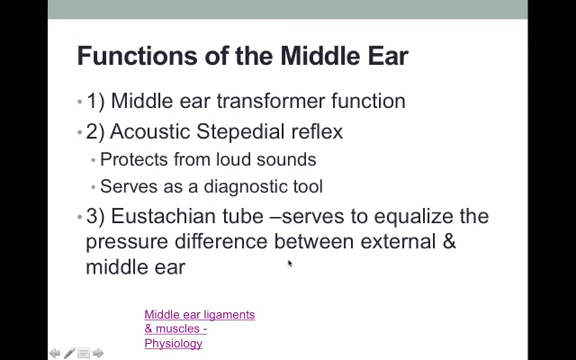 Functions of the Middle Ear
• 1) Middle ear transformer function
• 2) Acoustic Stepedial reflex
• Protects from loud sounds
• Serves as a diagnostic tool
• 3) Eustachian tube –serves to equalize the
pressure difference between external &
middle ear
Middle ear ligaments
& muscles -
Physiology